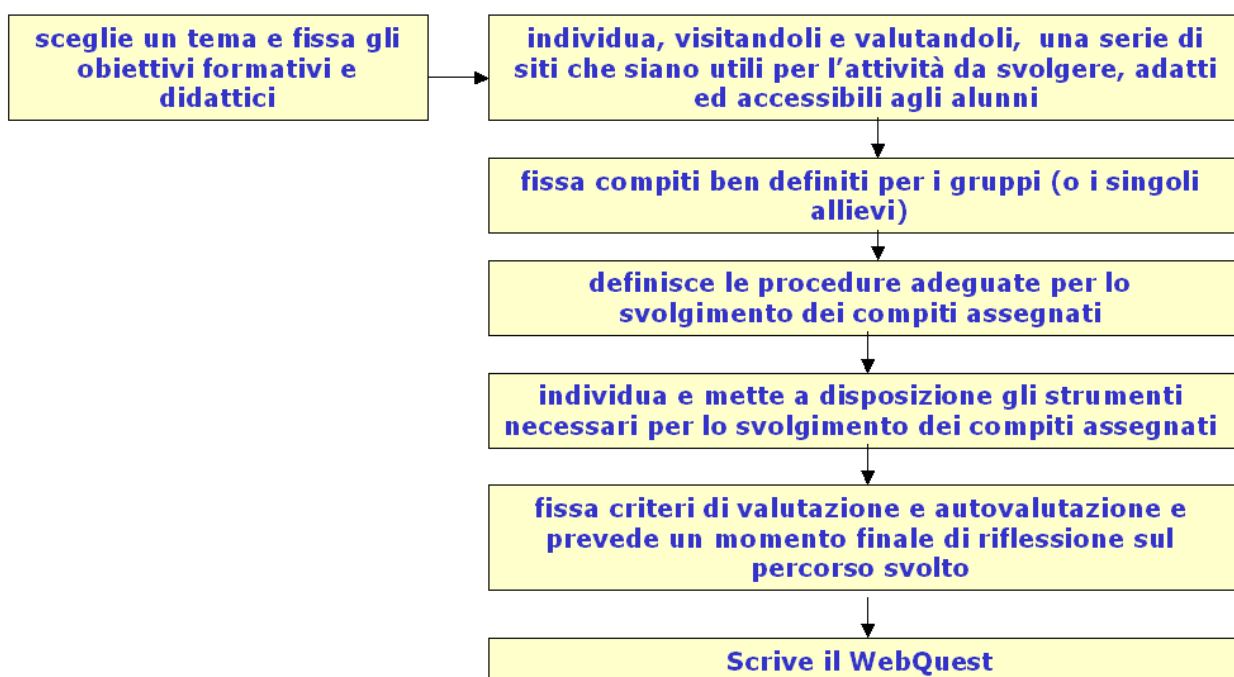 sceglie un tema e fissa gli
obiettivi formativi e
didattici
individua, visitandoli e valutandoli, una serie di
siti che siano utili per l’attività da svolgere, adatti
ed accessibili agli alunni
fissa compiti ben definiti per i gruppi (o i singoli
allievi)
definisce le procedure adeguate per lo
svolgimento dei compiti assegnati
individua e mette a disposizione gli strumenti
necessari per lo svolgimento dei compiti assegnati
fissa criteri di valutazione e autovalutazione e
prevede un momento finale di riflessione sul
percorso svolto
Scrive il WebQuest